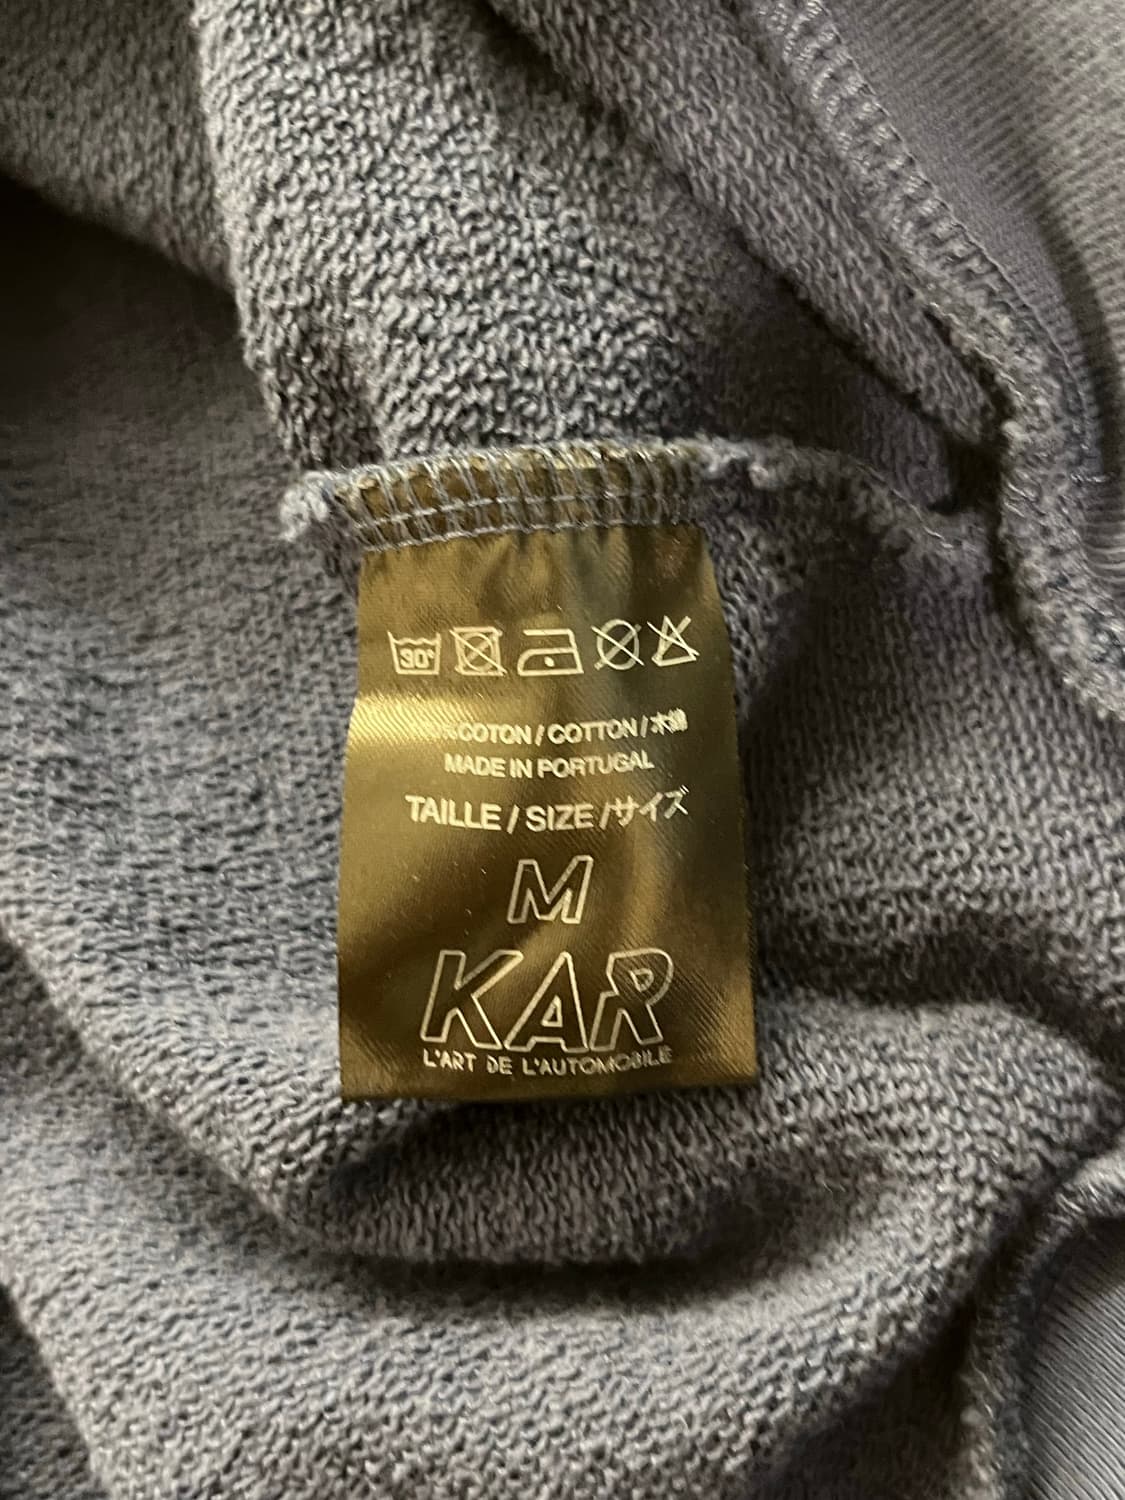 30°
COTON / COTTON / 木綿
MADE IN PORTUGAL
TAILLE / SIZE / サイズ
M
KAR
L'ART DE L'AUTOMOBILE